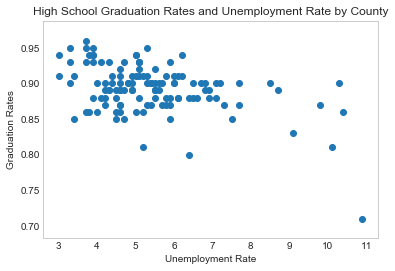 High School Graduation Rates and Unemployment Rate by County
0.95
0.90
0.85
0.80
0.75
0.70
Graduation Rates
3 4 5 6 7 8 9 10 11
Unemployment Rate